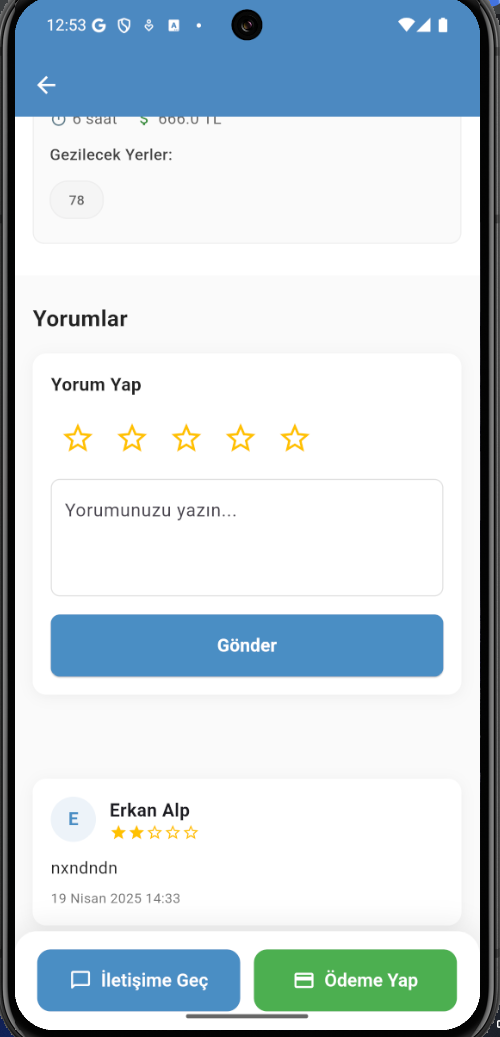 12:53
6 saat $ 666.0 TL
Gezilecek Yerler:
78
Yorumlar
Yorum Yap
Yorumunuzu yazın...
Gönder
E
Erkan Alp
nxndndn
19 Nisan 2025 14:33
İletişime Geç
Ödeme Yap